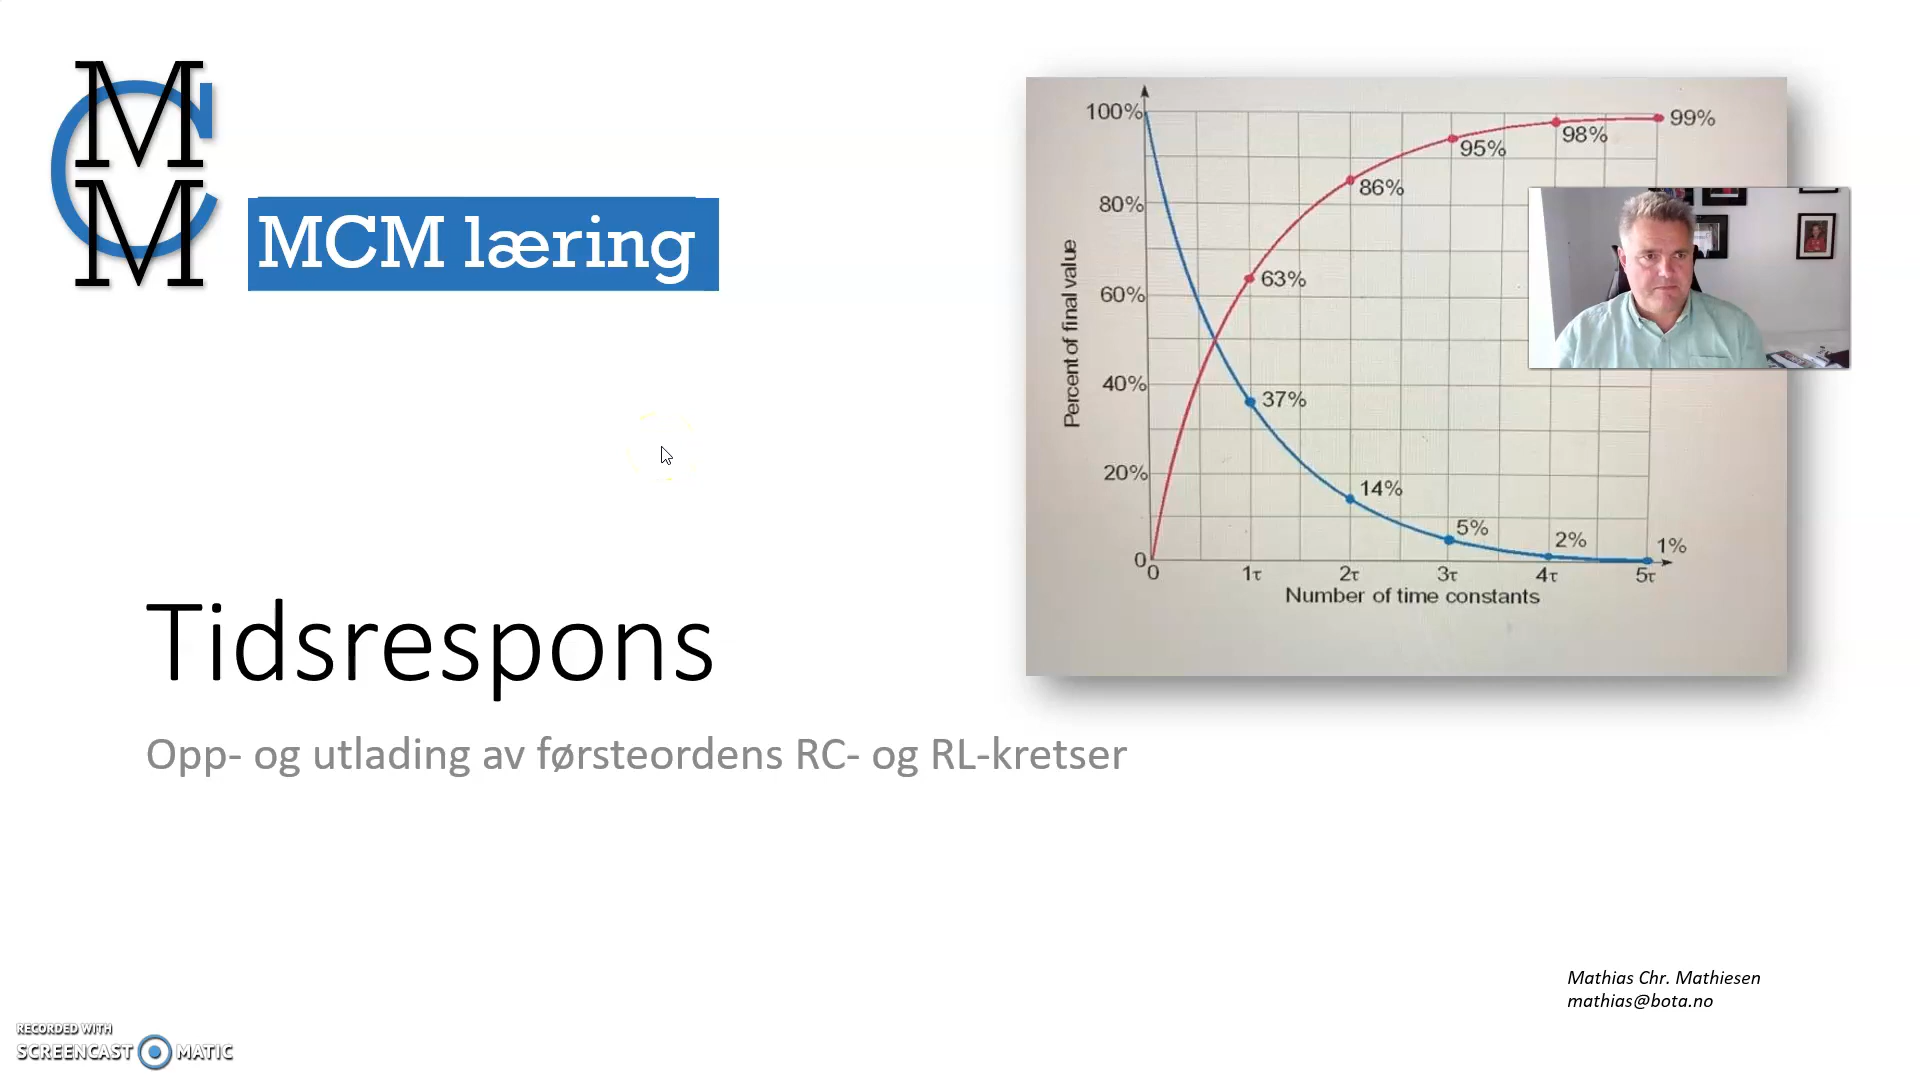 MCM
MCM læring
100%
80%
60%
40%
20%
0
Percent of final value
99%
98%
95%
86%
63%
37%
14%
5%
2%
1%
0
1τ
2τ
3τ
4τ
5τ
Number of time constants
Tidsrespons
Opp- og utlading av førsteordens RC- og RL-kretser
Mathias Chr. Mathiesen
mathias@bota.no
RECORDED WITH
SCREENCAST MATIC